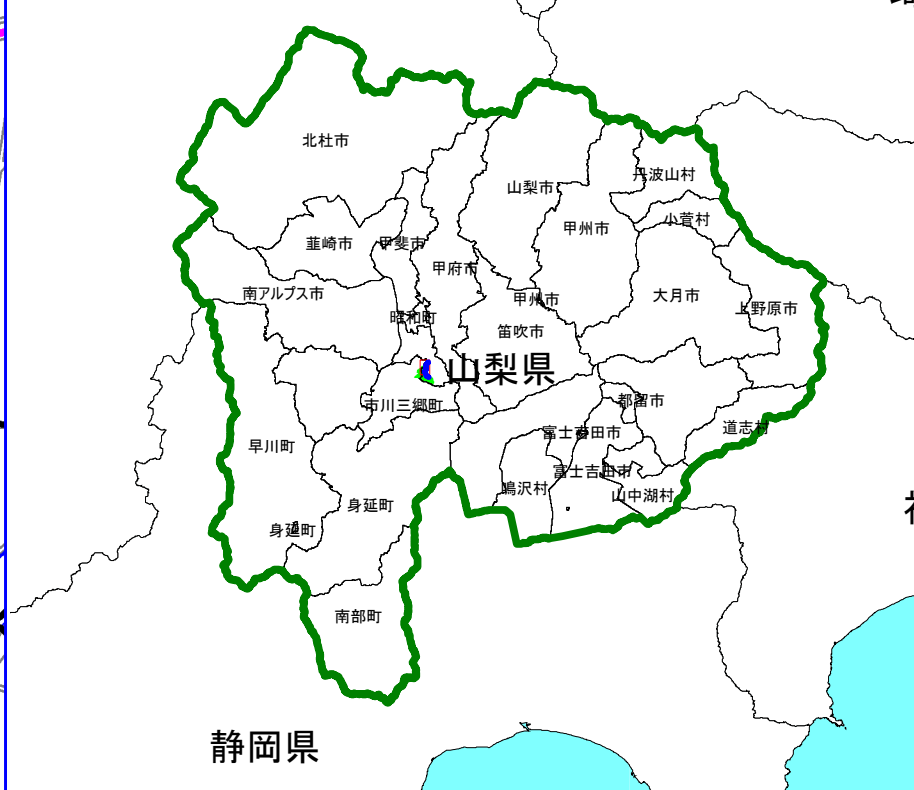 北杜市
丹波山村
山梨市
小菅村
甲州市
韮崎市
甲斐市
甲府市
南アルプス市
大月市
甲州市
上野原市
昭和町
笛吹市
山梨県
都留市
市川三郷町
道志村
富士吉田市
早川町
富士吉田市
鳴沢村
山中湖村
身延町
身延町
南部町
静岡県